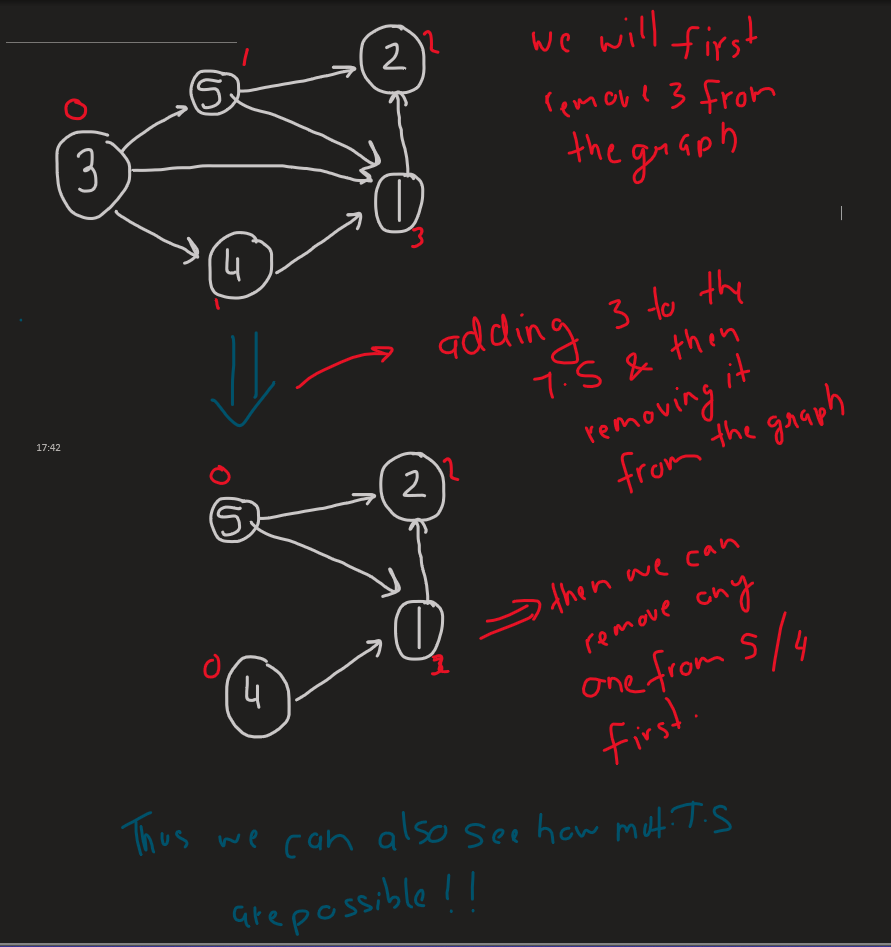 1
2
2
5
0
3
1
3
4
1
we will first
remove 3 from
the graph
adding 3 to the
T.S & then
removing it
from the graph
17:42
0
2
2
5
1
2
0
4
then we can
remove any
one from 5/4
first.
Thus we can also see how mult. T.S
are possible!!